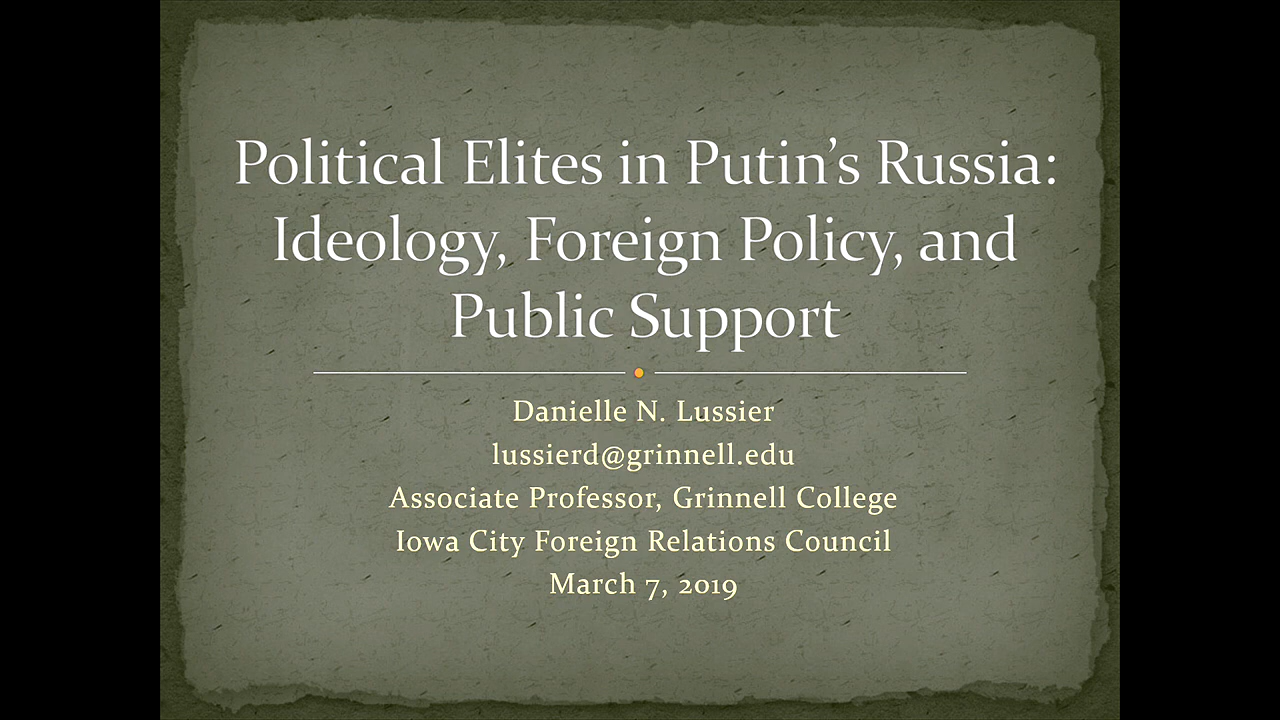 Political Elites in Putin’s Russia:
Ideology, Foreign Policy, and
Public Support
Danielle N. Lussier
lussierd@grinnell.edu
Associate Professor, Grinnell College
Iowa City Foreign Relations Council
March 7, 2019